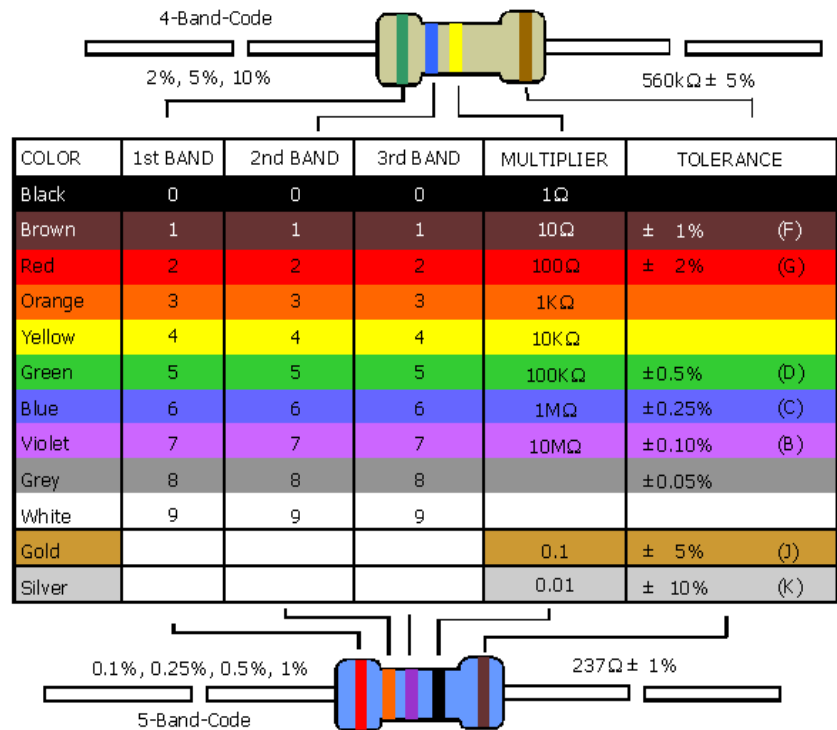 4-Band-Code
2%, 5%, 10%
560kΩ ± 5%
COLOR 1st BAND 2nd BAND 3rd BAND MULTIPLIER TOLERANCE
Black 0 0 0 1Ω
Brown 1 1 1 10Ω ± 1% (F)
Red 2 2 2 100Ω ± 2% (G)
Orange 3 3 3 1KΩ
Yellow 4 4 4 10KΩ
Green 5 5 5 100KΩ ±0.5% (D)
Blue 6 6 6 1MΩ ±0.25% (C)
Violet 7 7 7 10MΩ ±0.10% (B)
Grey 8 8 8 ±0.05%
White 9 9 9
Gold 0.1 ± 5% (J)
Silver 0.01 ± 10% (K)
0.1%, 0.25%, 0.5%, 1%
237Ω ± 1%
5-Band-Code